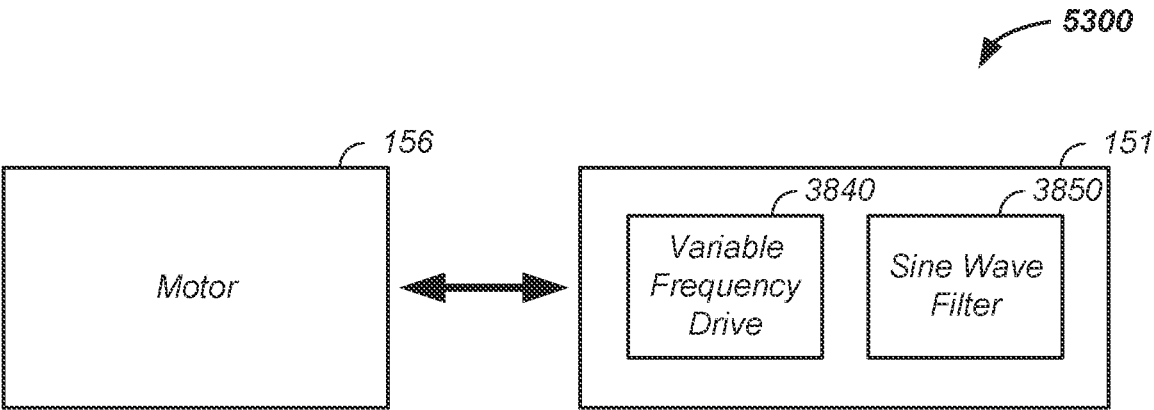 5300
156
151
3840
3850
Motor
Variable
Frequency
Drive
Sine Wave
Filter